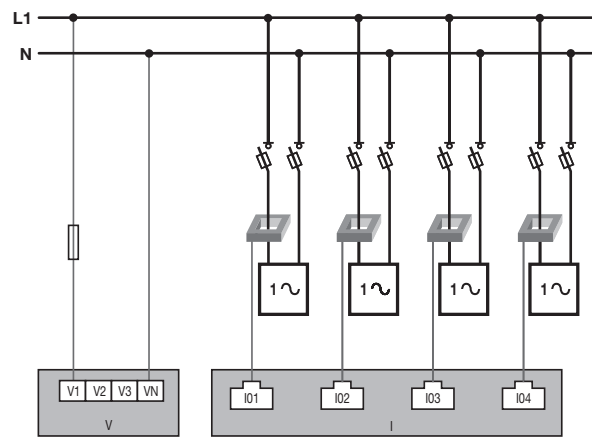 L1
N
1∿ 1∿ 1∿ 1∿
V1 V2 V3 VN
I01 I02 I03 I04
V I